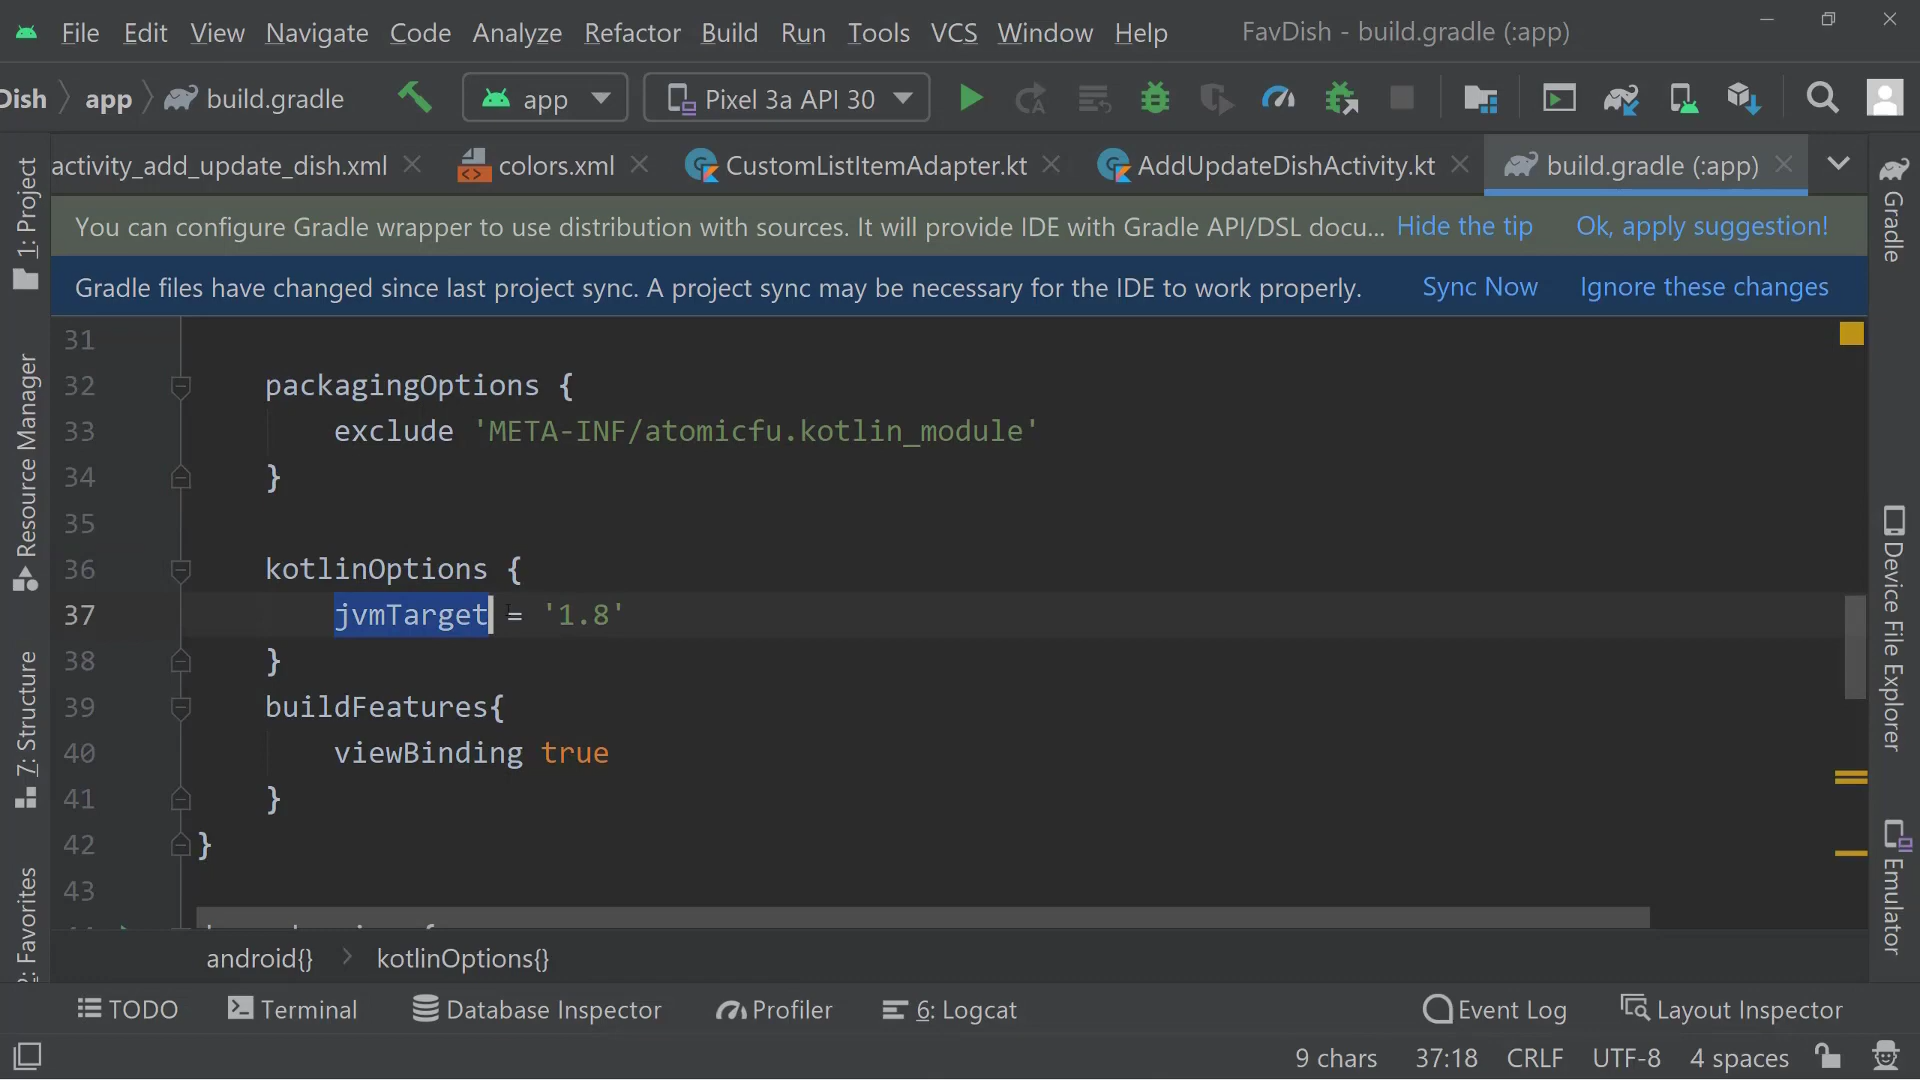 File Edit View Navigate Code Analyze Refactor Build Run Tools VCS Window Help FavDish - build.gradle (:app)
Dish app build.gradle app Pixel 3a API 30
activity_add_update_dish.xml colors.xml CustomListItemAdapter.kt AddUpdateDishActivity.kt build.gradle (:app)
You can configure Gradle wrapper to use distribution with sources. It will provide IDE with Gradle API/DSL docu... Hide the tip Ok, apply suggestion!
Gradle files have changed since last project sync. A project sync may be necessary for the IDE to work properly. Sync Now Ignore these changes
1: Project
Resource Manager
7: Structure
2: Favorites
31
32 packagingOptions {
33 exclude 'META-INF/atomicfu.kotlin_module'
34 }
35
36 kotlinOptions {
37 jvmTarget = '1.8'
38 }
39 buildFeatures{
40 viewBinding true
41 }
42 }
43
Gradle
Device File Explorer
Emulator
android{} kotlinOptions{}
TODO Terminal Database Inspector Profiler 6: Logcat Event Log Layout Inspector
9 chars 37:18 CRLF UTF-8 4 spaces